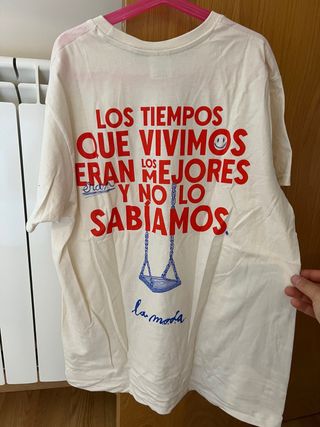 LOS TIEMPOS
QUE VIVIMOS
ERAN LOS MEJORES
Y NO LO
SABÍAMOS.
la moda